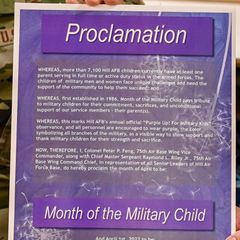 Proclamation
WHEREAS, more than 7,100 Hill AFB children currently have at least one
parent serving in full time or active duty status in the armed forces. The
children of military men and women face unique challenges and need the
support of the community to help them succeed; and
WHEREAS, first established in 1986, Month of the Military Child pays tribute
to military children for their commitment, sacrifices, and unconditional
support of our service members - their parent(s).
WHEREAS, this marks Hill AFB's annual official "Purple Up! For Military Kids"
observance, and all personnel are encouraged to wear purple, the color
symbolizing all branches of the military, as a visible way to show support and
thank military children for their strength and sacrifice.
NOW, THEREFORE, I, Colonel Peter R. Feng, 75th Air Base Wing Vice
Commander, along with Chief Master Sergeant Raymond L. Riley Jr., 75th Air
Base Wing Command Chief, in representation of all Senior Leaders of Hill Air
Force Base, do hereby proclaim the month of April to be:
Month of the Military Child
And April 1st, 2022 to be